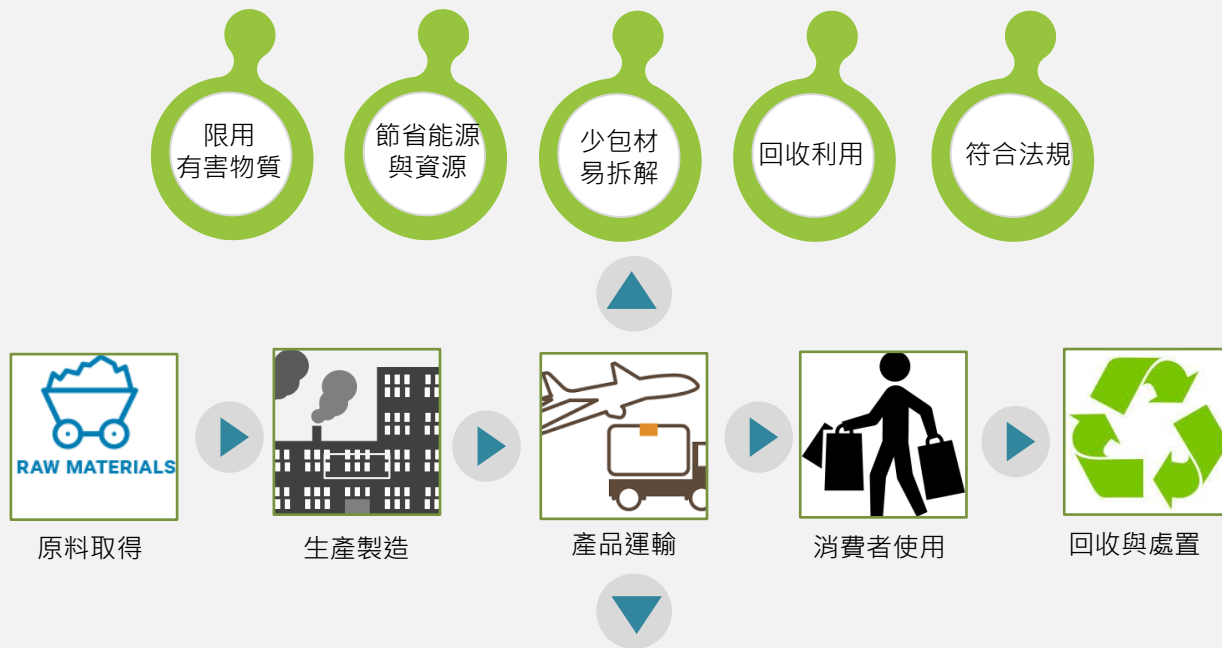 限用
有害物質
節省能源
與資源
少包材
易拆解
回收利用
符合法規
RAW MATERIALS
原料取得
生產製造
產品運輸
消費者使用
回收與處置